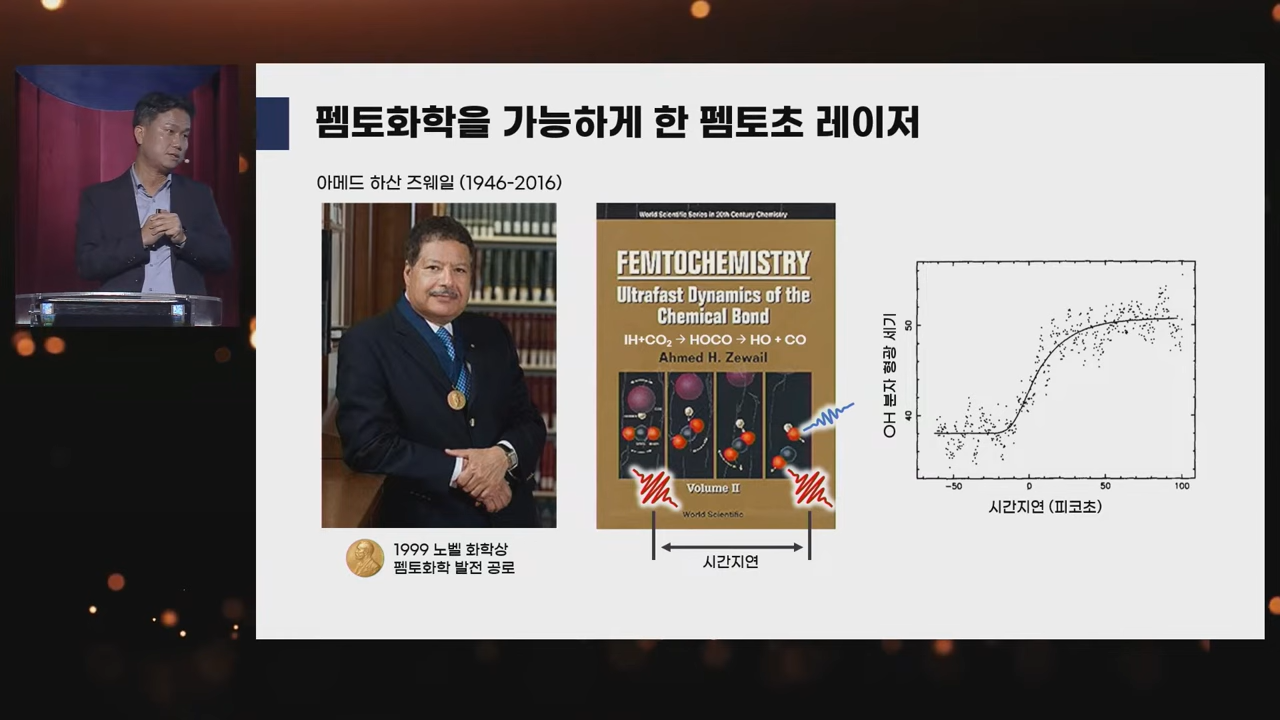 펨토화학을 가능하게 한 펨토초 레이저
아메드 하산 즈웨일 (1946-2016)
1999 노벨 화학상
펨토화학 발전 공로
World Scientific Series in 20th Century Chemistry
FEMTOCHEMISTRY
Ultrafast Dynamics of the
Chemical Bond
IH+CO₂ → HOCO → HO + CO
Ahmed H. Zewail
Volume II
World Scientific
시간지연
OH 분자 형광 세기
50
40
-50
0
50
100
시간지연 (피코초)